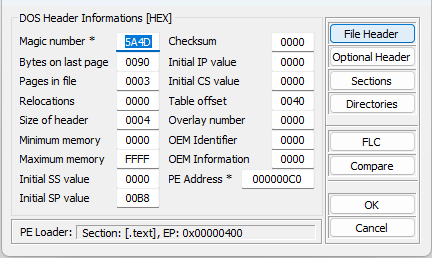 DOS Header Informations [HEX]
Magic number * 5A4D Checksum 0000
Bytes on last page 0090 Initial IP value 0000
Pages in file 0003 Initial CS value 0000
Relocations 0000 Table offset 0040
Size of header 0004 Overlay number 0000
Minimum memory 0000 OEM Identifier 0000
Maximum memory FFFF OEM Information 0000
Initial SS value 0000 PE Address * 000000C0
Initial SP value 00B8
PE Loader: Section: [.text], EP: 0x00000400
File Header
Optional Header
Sections
Directories
FLC
Compare
OK
Cancel